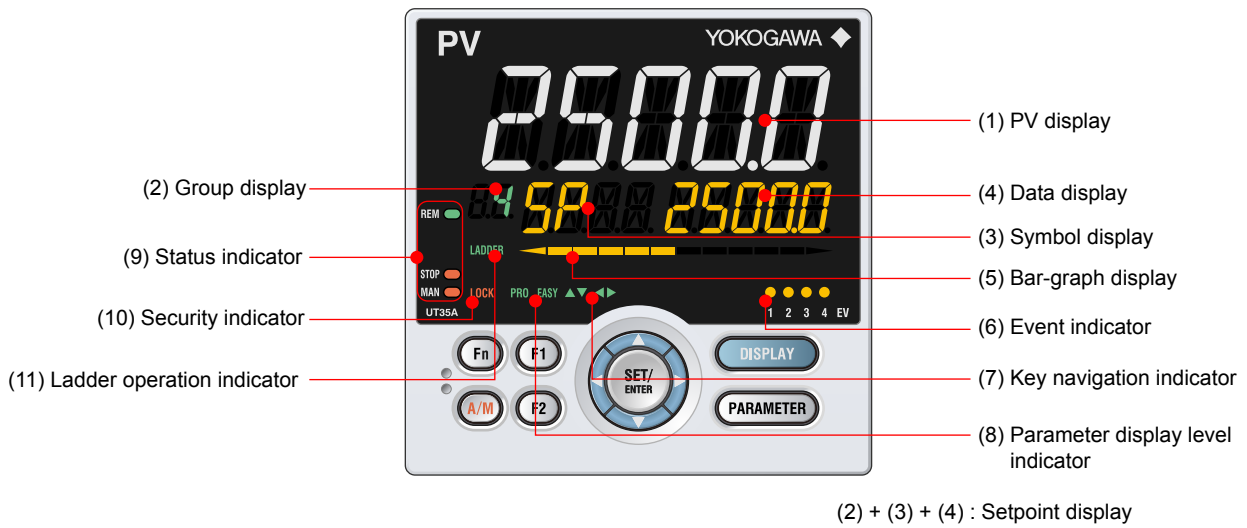 PV
YOKOGAWA
2500.0
(1) PV display
(2) Group display
4 SP 2500.0
(4) Data display
REM
(3) Symbol display
(9) Status indicator
LADDER
(5) Bar-graph display
STOP
MAN LOCK PRO EASY
(10) Security indicator
UT35A
1 2 3 4 EV
(6) Event indicator
Fn F1 DISPLAY
(11) Ladder operation indicator
SET/
ENTER
(7) Key navigation indicator
A/M F2 PARAMETER
(8) Parameter display level
indicator
(2) + (3) + (4) : Setpoint display